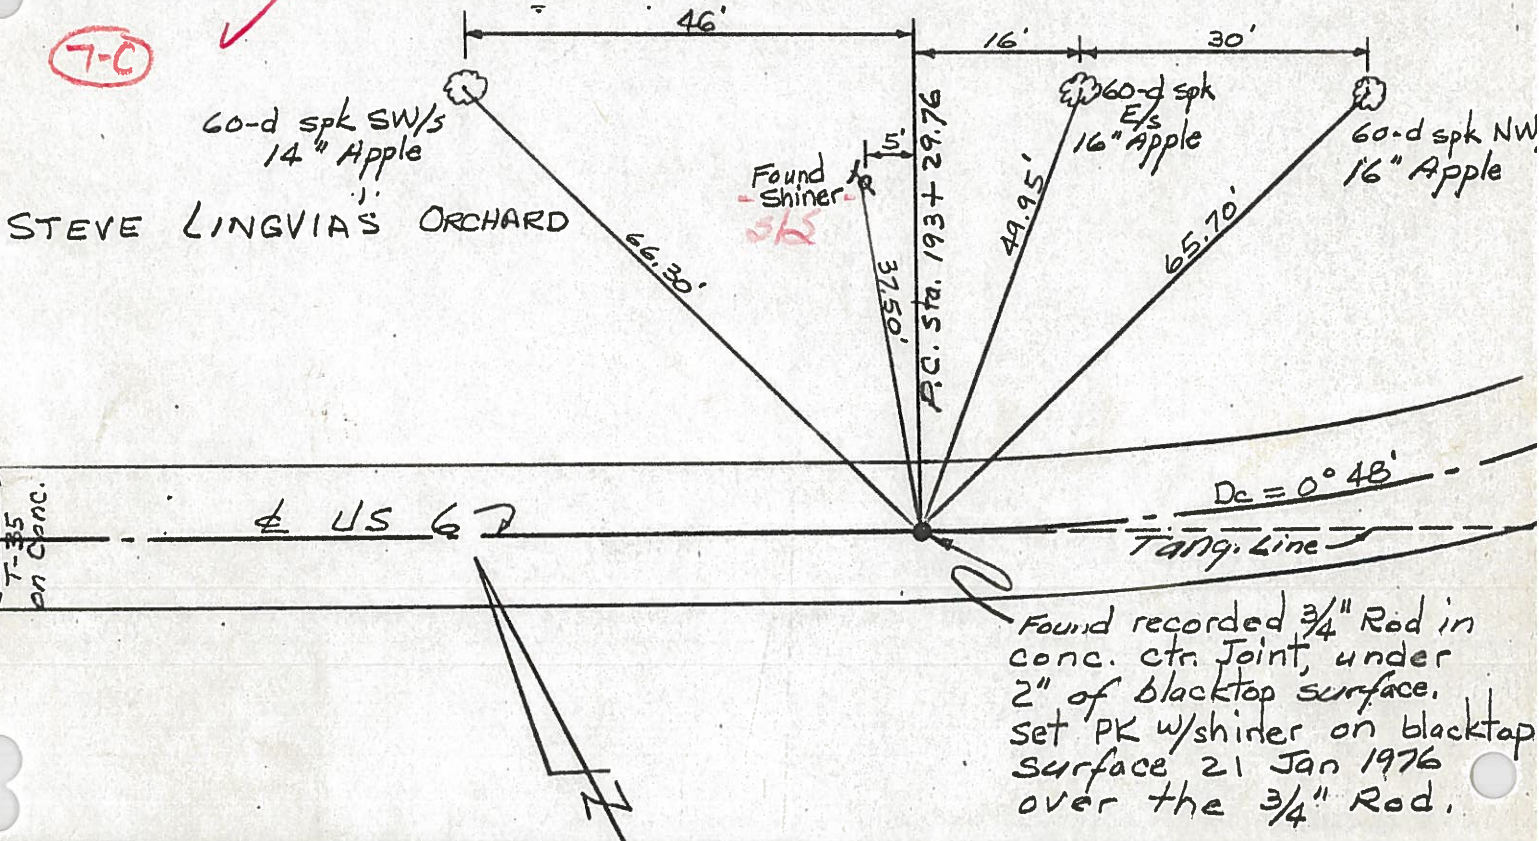 7-C
46'
16'
30'
60-d spk SW/s
14" Apple
5'
Found
- Shiner -
P.C. Sta. 193 + 29.76
60-d spk
E/s
16" Apple
60-d spk NW
16" Apple
STEVE LINGVIA'S ORCHARD
66.30'
37.50'
49.95'
65.70'
T-35
on Conc.
℄ US 6
Dc = 0° 48'
Tang. Line
Found recorded 3/4" Rod in
conc. ctr. Joint, under
2" of blacktop surface.
Set PK w/shiner on blacktop
surface 21 Jan 1976
over the 3/4" Rod.